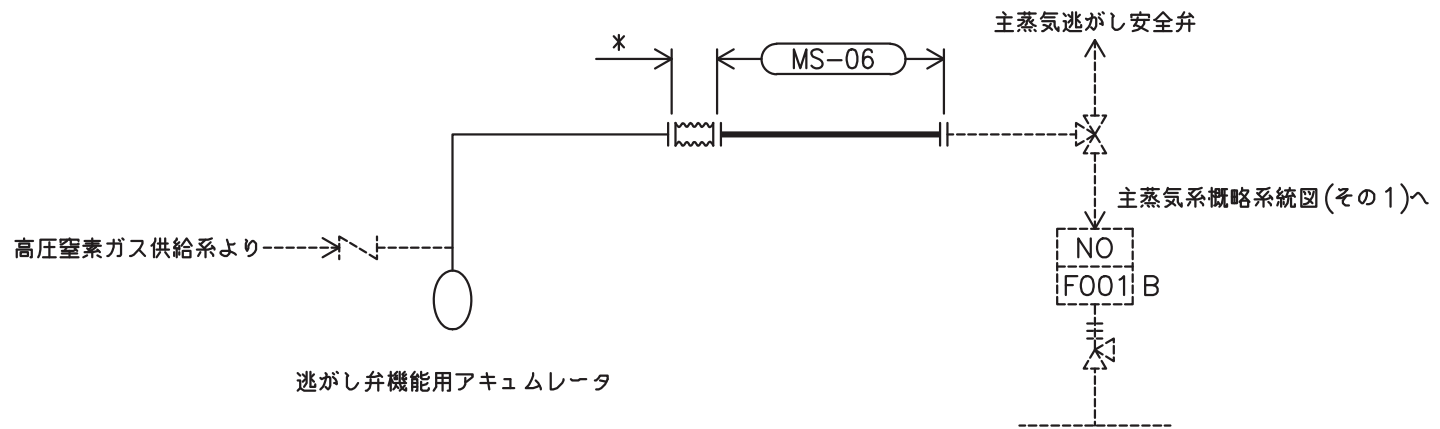 主蒸気逃がし安全弁
*
MS-06
主蒸気系概略系統図(その1)へ
高圧窒素ガス供給系より
NO
F001 B
逃がし弁機能用アキュムレータ